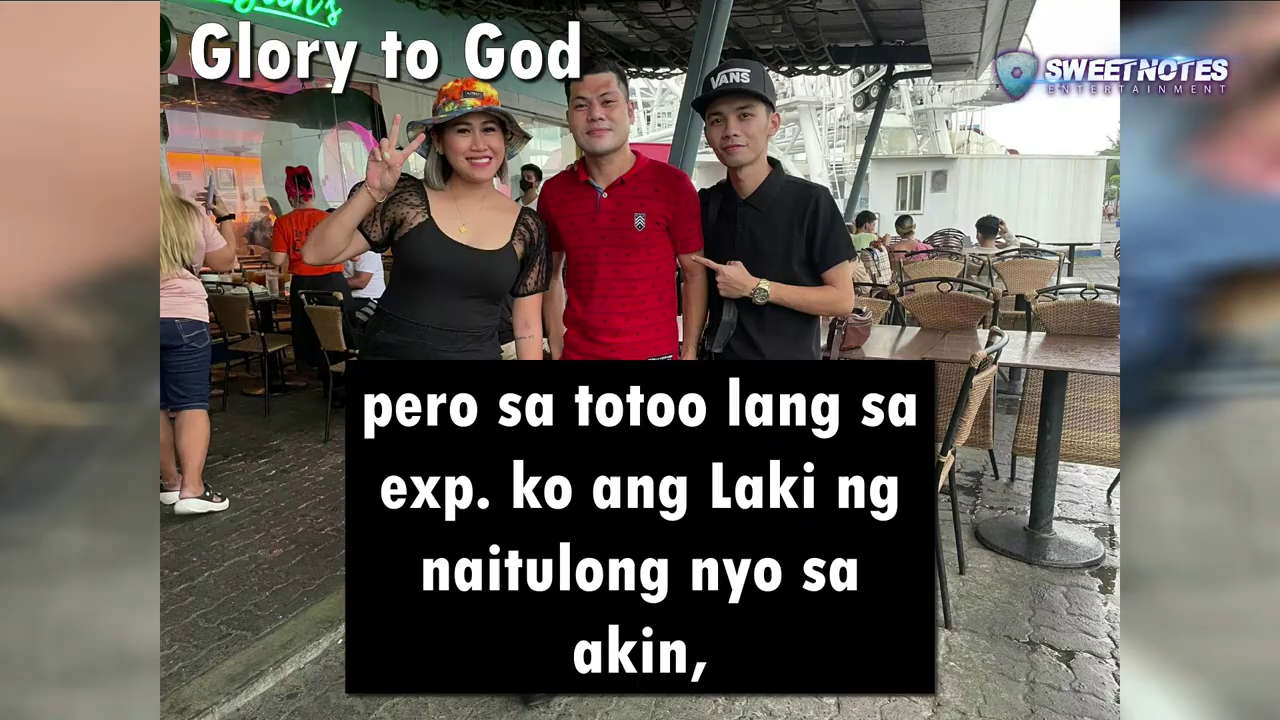 Glory to God
SWEETNOTES
ENTERTAINMENT
VANS
pero sa totoo lang sa
exp. ko ang Laki ng
naitulong nyo sa
akin,